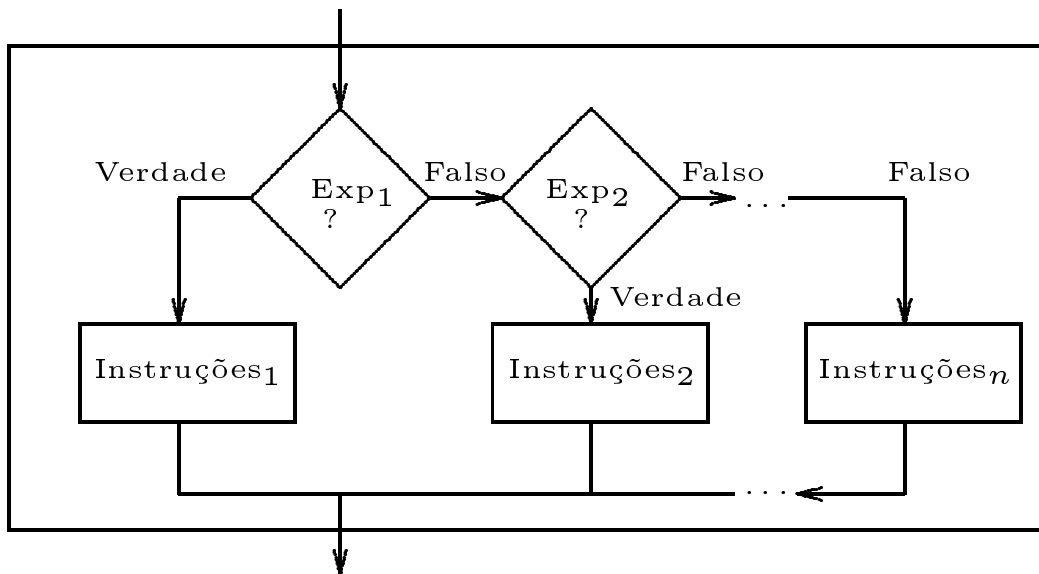 Verdade
Exp1
?
Falso
Exp2
?
Falso
...
Falso
Verdade
Instruções1
Instruções2
Instruçõesn
...